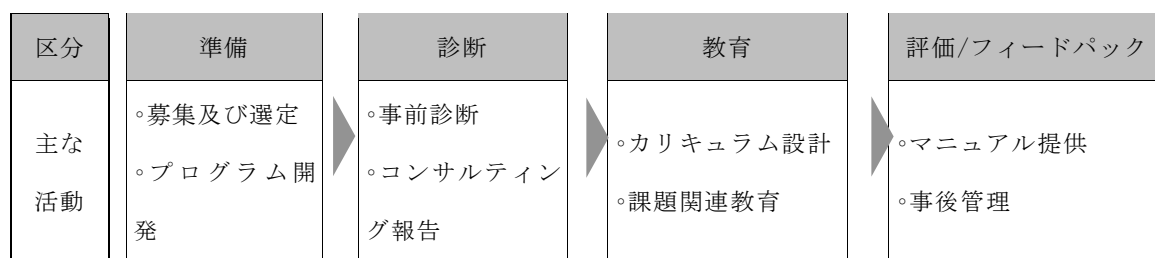 区分
準備
診断
教育
評価/フィードパック
主な
活動
◦募集及び選定
◦プログラム開
発
◦事前診断
◦コンサルティン
グ報告
◦カリキュラム設計
◦課題関連教育
◦マニュアル提供
◦事後管理